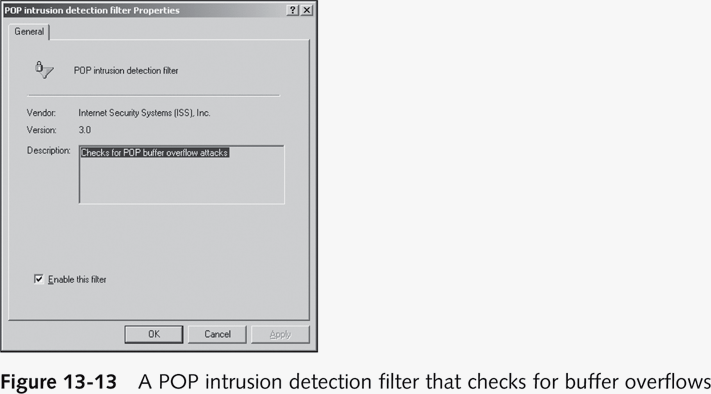 POP intrusion detection filter Properties
General
POP intrusion detection filter
Vendor: Internet Security Systems (ISS), Inc.
Version: 3.0
Description: Checks for POP buffer overflow attacks
Enable this filter
OK Cancel Apply
Figure 13-13 A POP intrusion detection filter that checks for buffer overflows